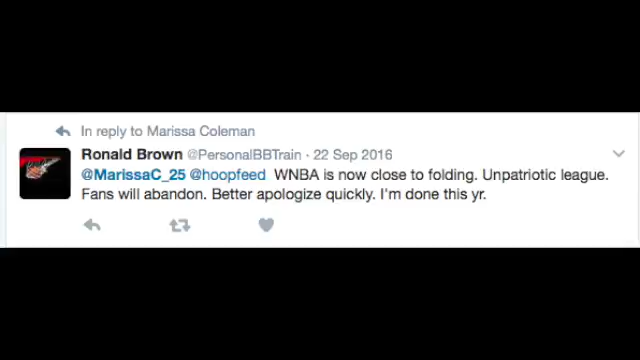 In reply to Marissa Coleman
Ronald Brown @PersonalBBTrain · 22 Sep 2016
@MarissaC_25 @hoopfeed WNBA is now close to folding. Unpatriotic league.
Fans will abandon. Better apologize quickly. I'm done this yr.